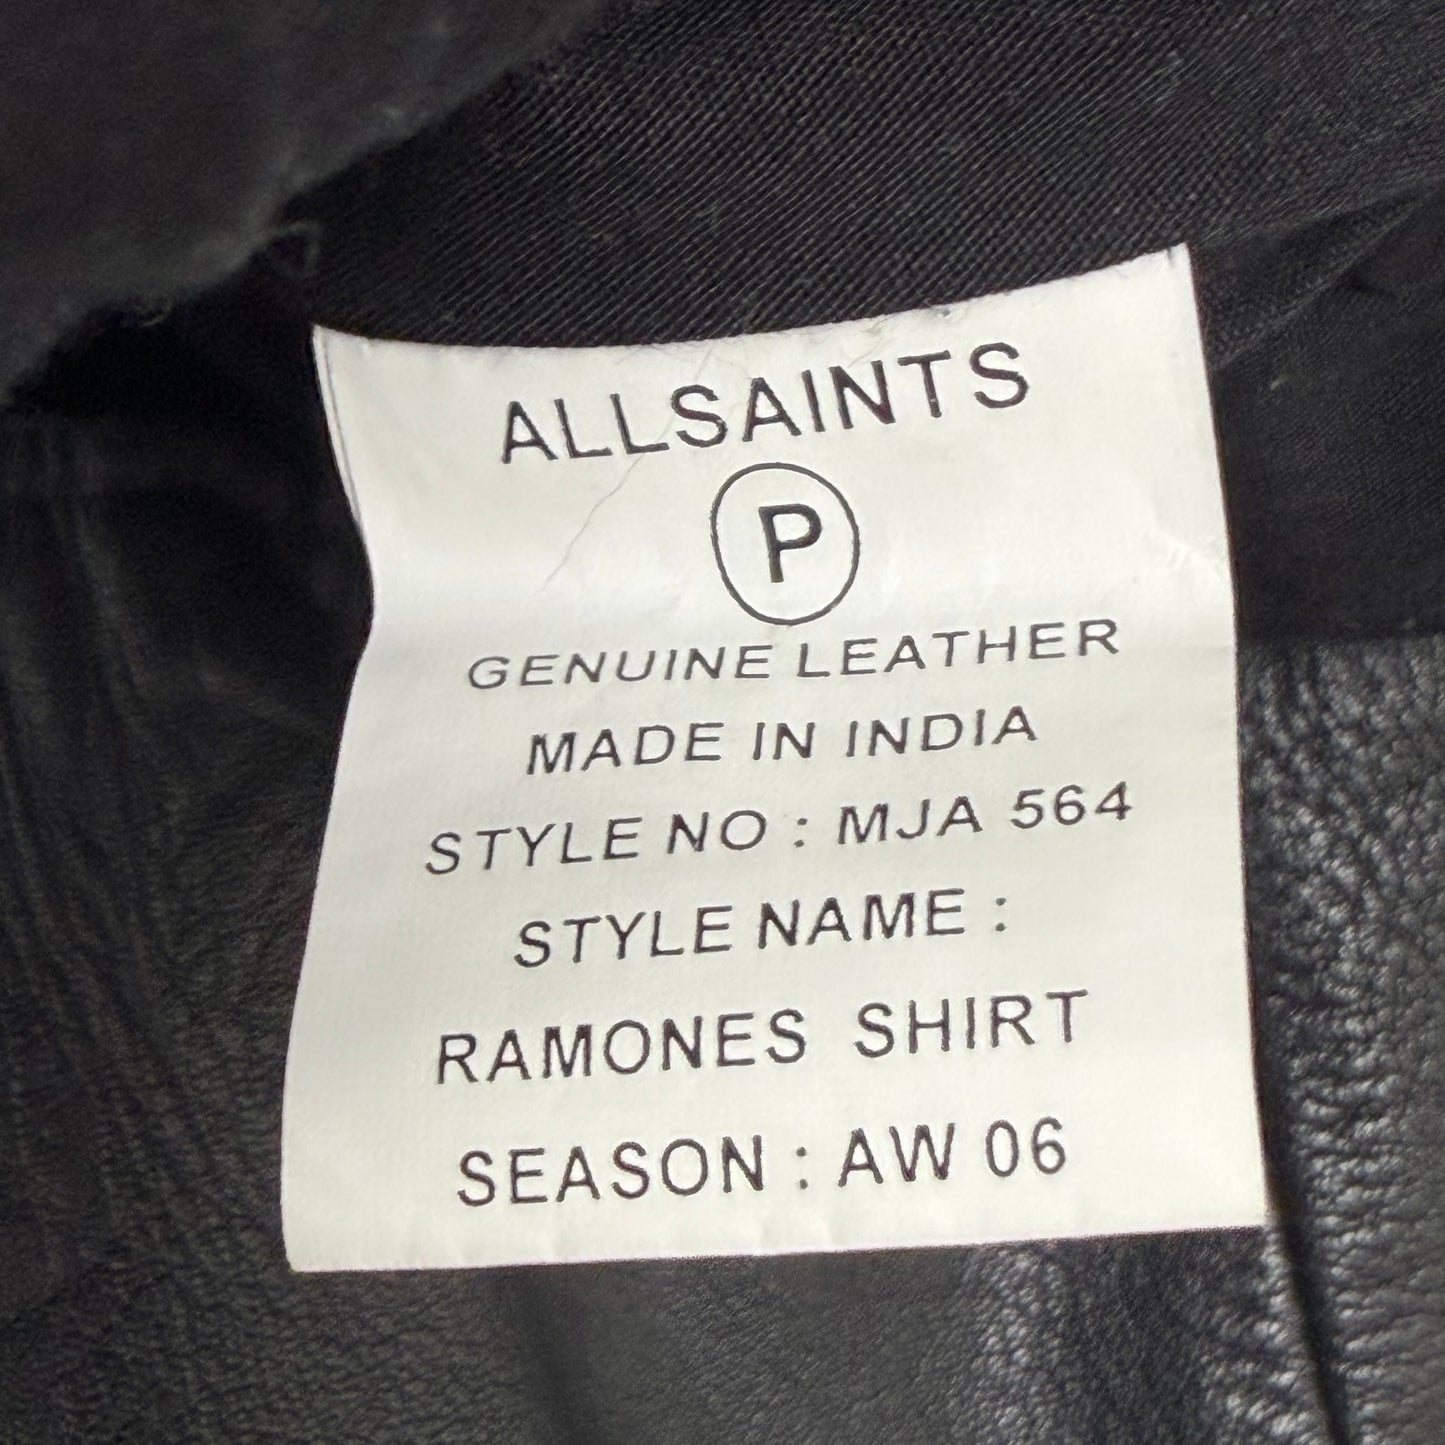 ALLSAINTS
P
GENUINE LEATHER
MADE IN INDIA
STYLE NO : MJA 564
STYLE NAME :
RAMONES SHIRT
SEASON : AW 06